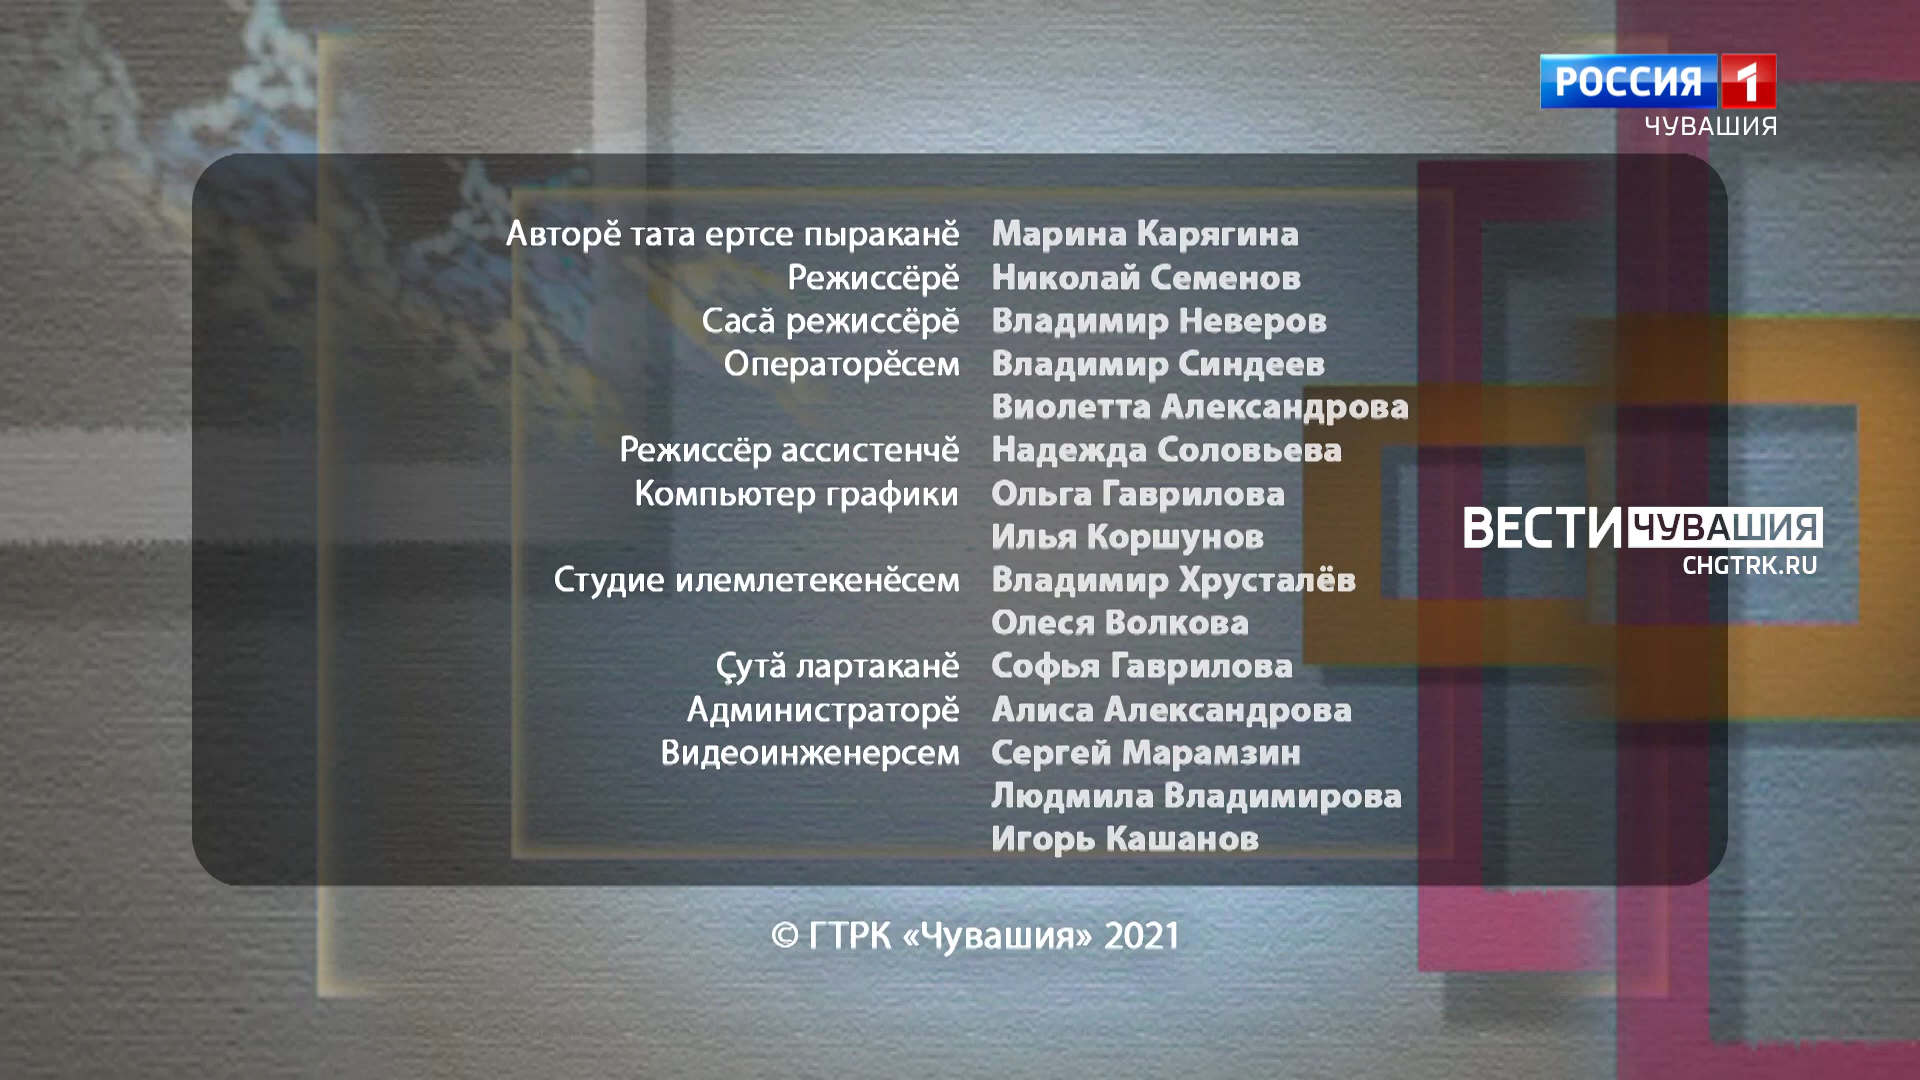 РОССИЯ 1
ЧУВАШИЯ
Авторӗ тата ертсе пыраканӗ Марина Карягина
Режиссёрӗ Николай Семенов
Сасӑ режиссёрӗ Владимир Неверов
Операторӗсем Владимир Синдеев
Виолетта Александрова
Режиссёр ассистенчӗ Надежда Соловьева
Компьютер графики Ольга Гаврилова
Илья Коршунов
Студие илемлетекенӗсем Владимир Хрусталёв
Олеся Волкова
Ҫутӑ лартаканӗ Софья Гаврилова
Администраторӗ Алиса Александрова
Видеоинженерсем Сергей Марамзин
Людмила Владимирова
Игорь Кашанов
ВЕСТИ ЧУВАШИЯ
CHGTRK.RU
© ГТРК «Чувашия» 2021